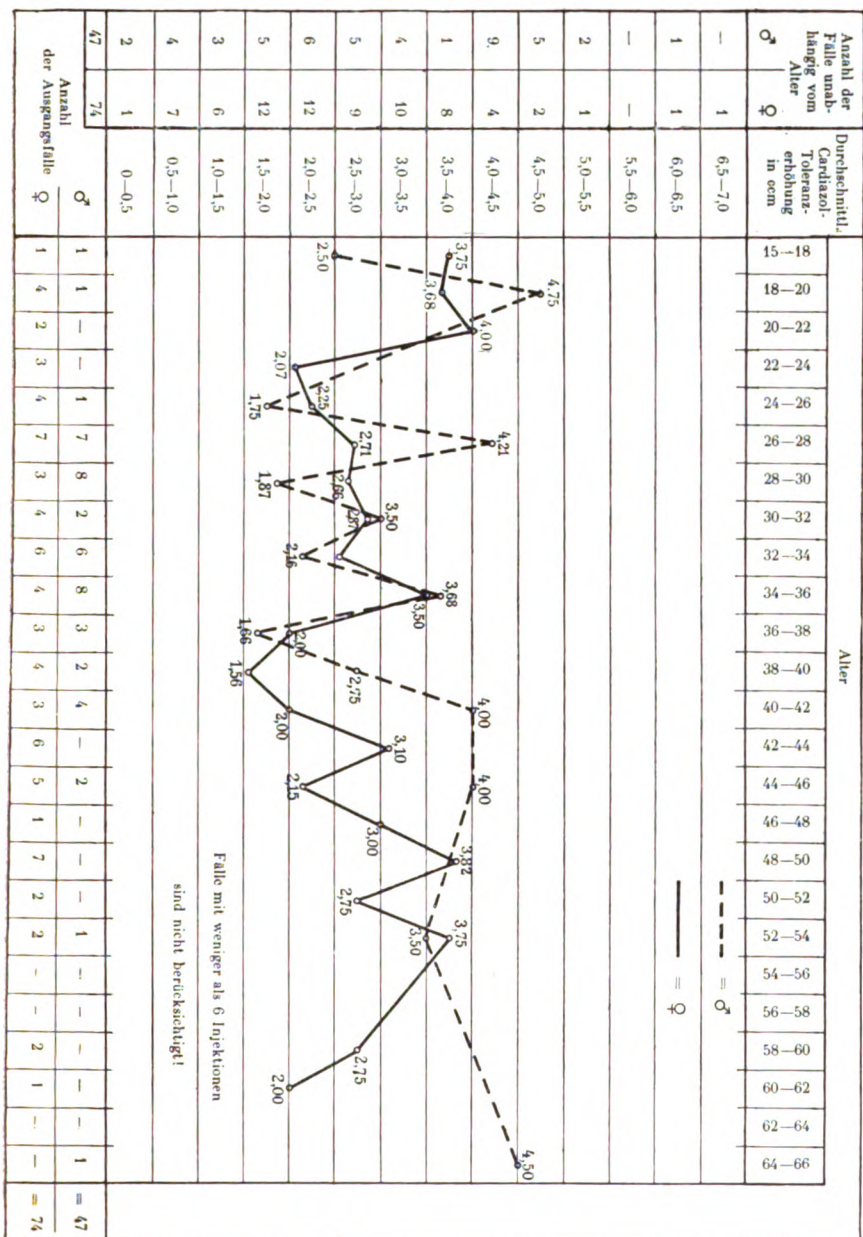 Anzahl der
Fälle unab-
hängig vom
Alter
♂ ♀
Durchschnittl.
Cardiazol-
Toleranz-
erhöhung
in ccm
Alter
15—18 18—20 20—22 22—24 24—26 26—28 28—30 30—32 32—34 34—36 36—38 38—40 40—42 42—44 44—46 46—48 48—50 50—52 52—54 54—56 56—58 58—60 60—62 62—64 64—66
— — 6,5—7,0
= ♂
1 1 6,0—6,5
= ♀
— — 5,5—6,0
2 1 5,0—5,5
5 2 4,5—5,0
4.75 4,50
9. 8 4,0—4,5
4,00 4,21 4,00 4,00
1 8 3,5—4,0
3,75 3,68 3,68 3,50 3,82 3,75 3,50
4 10 3,0—3,5
3,50 3,10 3,00
5 9 2,5—3,0
2.50 2,71 2,66 2,87 2,75 2,75 2.75
6 12 2,0—2,5
2,07 2,25 2,16 2,00 2,00 2,15 2,00
5 12 1,5—2,0
1,75 1,87 1,66 1,56
3 6 1,0—1,5
Fälle mit weniger als 6 Injektionen
4 7 0,5—1,0
sind nicht berücksichtigt!
2 1 0—0,5
47 74
Anzahl
der Ausgangsfälle
♂ 1 1 — — 1 7 8 2 6 8 3 2 4 — 2 — — — 1 — — — — — 1 = 47
♀ 1 4 2 3 4 7 3 4 6 4 3 4 3 6 5 1 7 2 2 — — 2 1 — — = 74